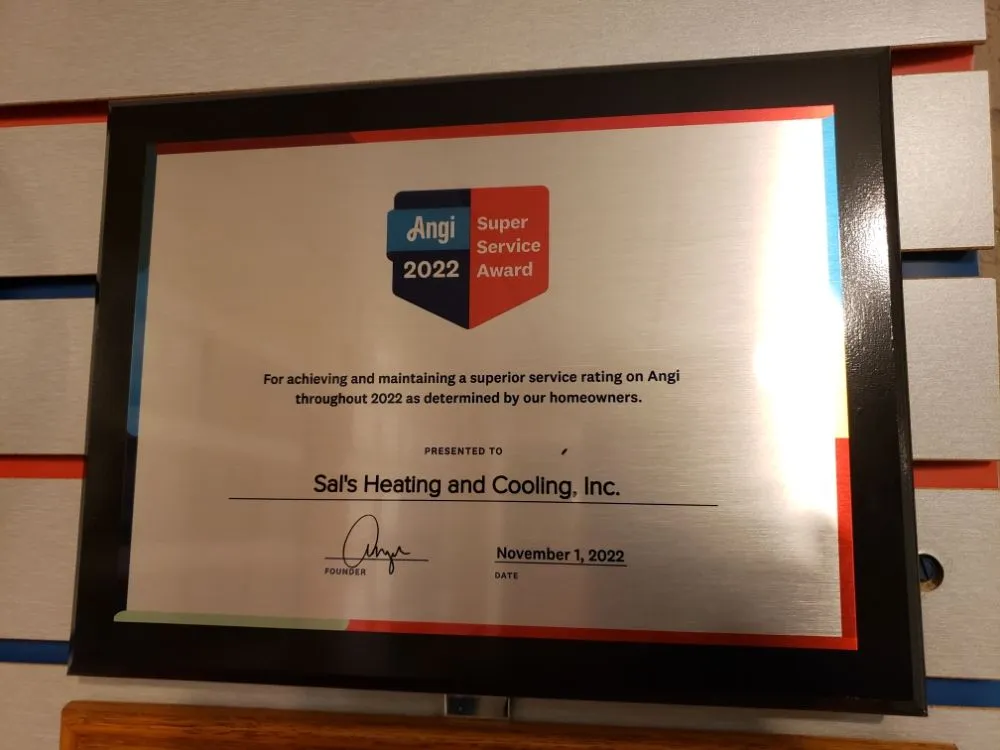 Angi
2022
Super
Service
Award
For achieving and maintaining a superior service rating on Angi
throughout 2022 as determined by our homeowners.
PRESENTED TO
Sal's Heating and Cooling, Inc.
Angie
FOUNDER
November 1, 2022
DATE